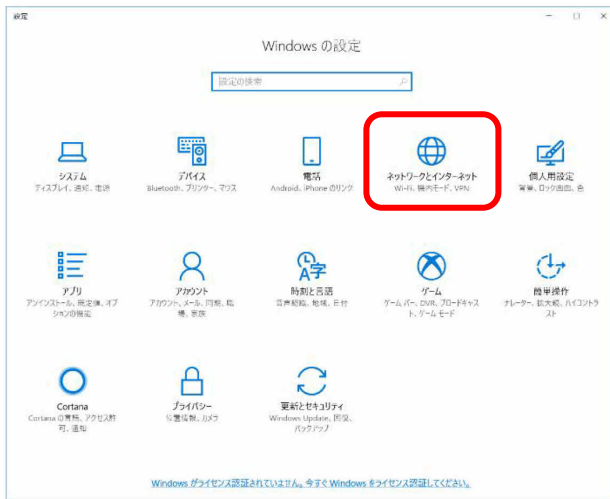 設定
Windows の設定
設定の検索
システム
ディスプレイ、通知、電源
デバイス
Bluetooth、プリンター、マウス
電話
Android、iPhone のリンク
ネットワークとインターネット
Wi-Fi、機内モード、VPN
個人用設定
背景、ロック画面、色
アプリ
アンインストール、既定値、オプ
ションの機能
アカウント
アカウント、メール、同期、職
場、家族
時刻と言語
音声認識、地域、日付
ゲーム
ゲーム バー、DVR、ブロードキャス
ト、ゲーム モード
簡単操作
ナレーター、拡大鏡、ハイコントラ
スト
Cortana
Cortana の言語、アクセス許
可、通知
プライバシー
位置情報、カメラ
更新とセキュリティ
Windows Update、回復、
バックアップ
Windows がライセンス認証されていません。今すぐ Windows をライセンス認証してください。